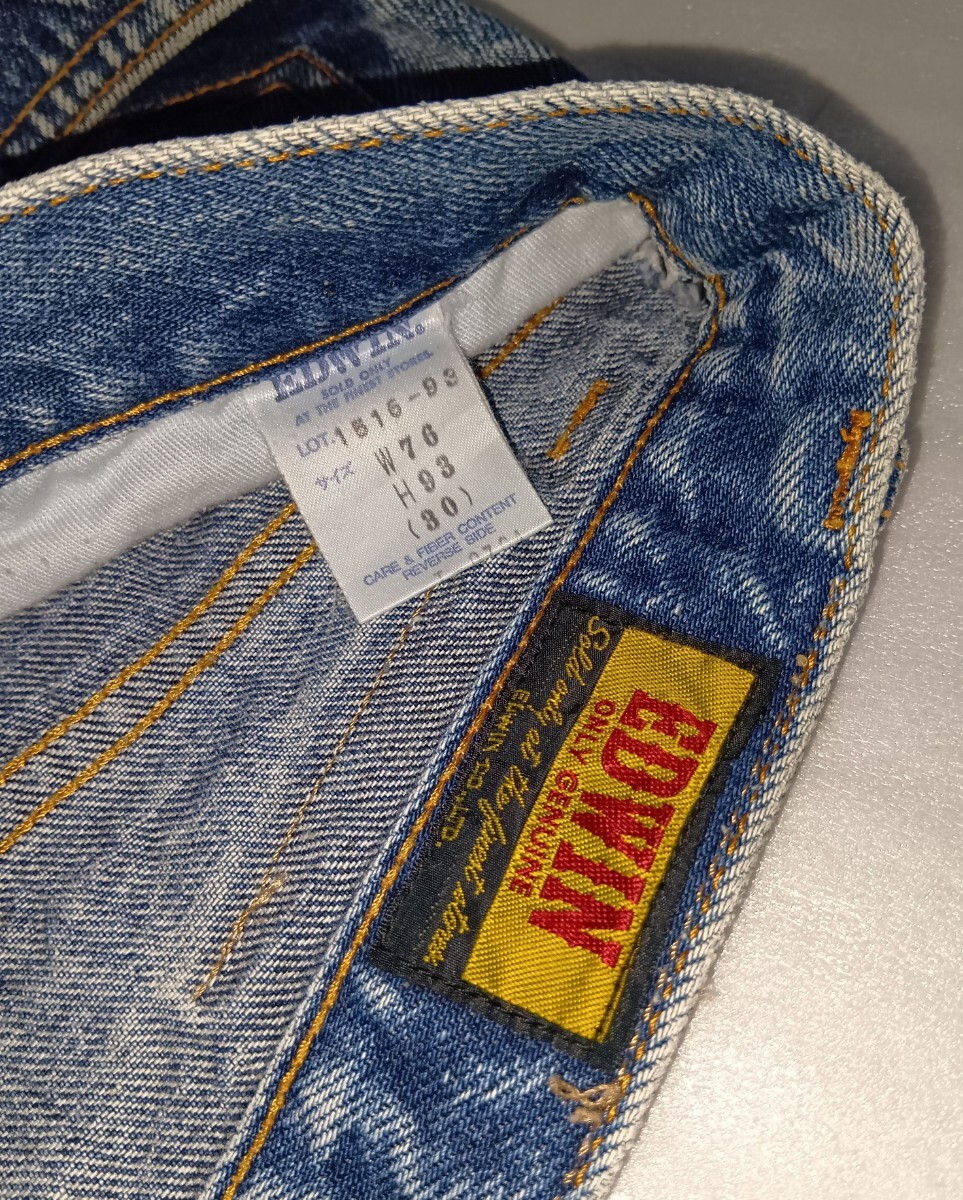 EDWIN®
SOLD ONLY
AT THE FINEST STORES.
LOT.1516-93
サイズ W76
H93
(30)
CARE & FIBER CONTENT
REVERSE SIDE
EDWIN
ONLY GENUINE
Sold only at the finest stores
EDWIN CO.,LTD.